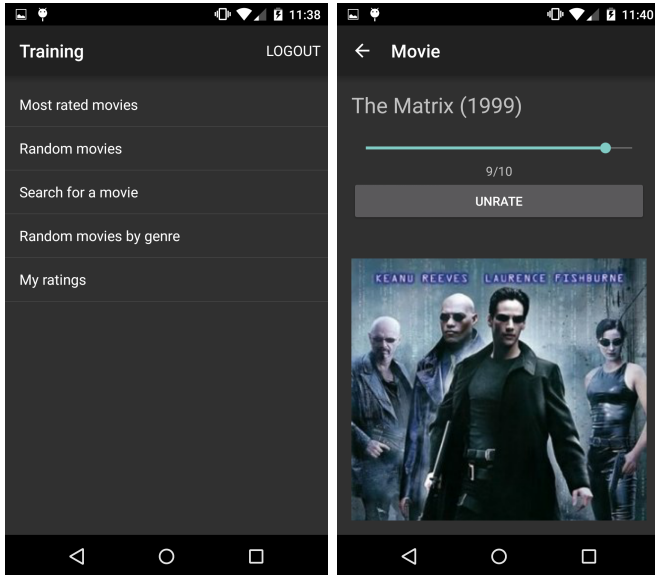 11:38
Training
LOGOUT
Most rated movies
Random movies
Search for a movie
Random movies by genre
My ratings
11:40
Movie
The Matrix (1999)
9/10
UNRATE
KEANU REEVES LAURENCE FISHBURNE